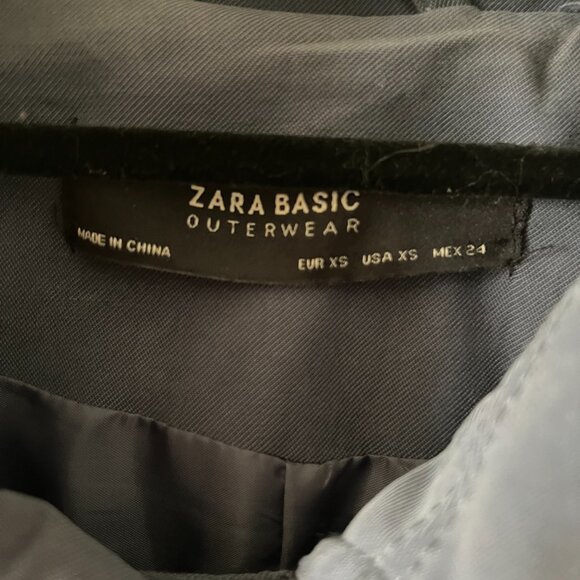 ZARA BASIC
OUTERWEAR
MADE IN CHINA
EUR XS USA XS MEX 24